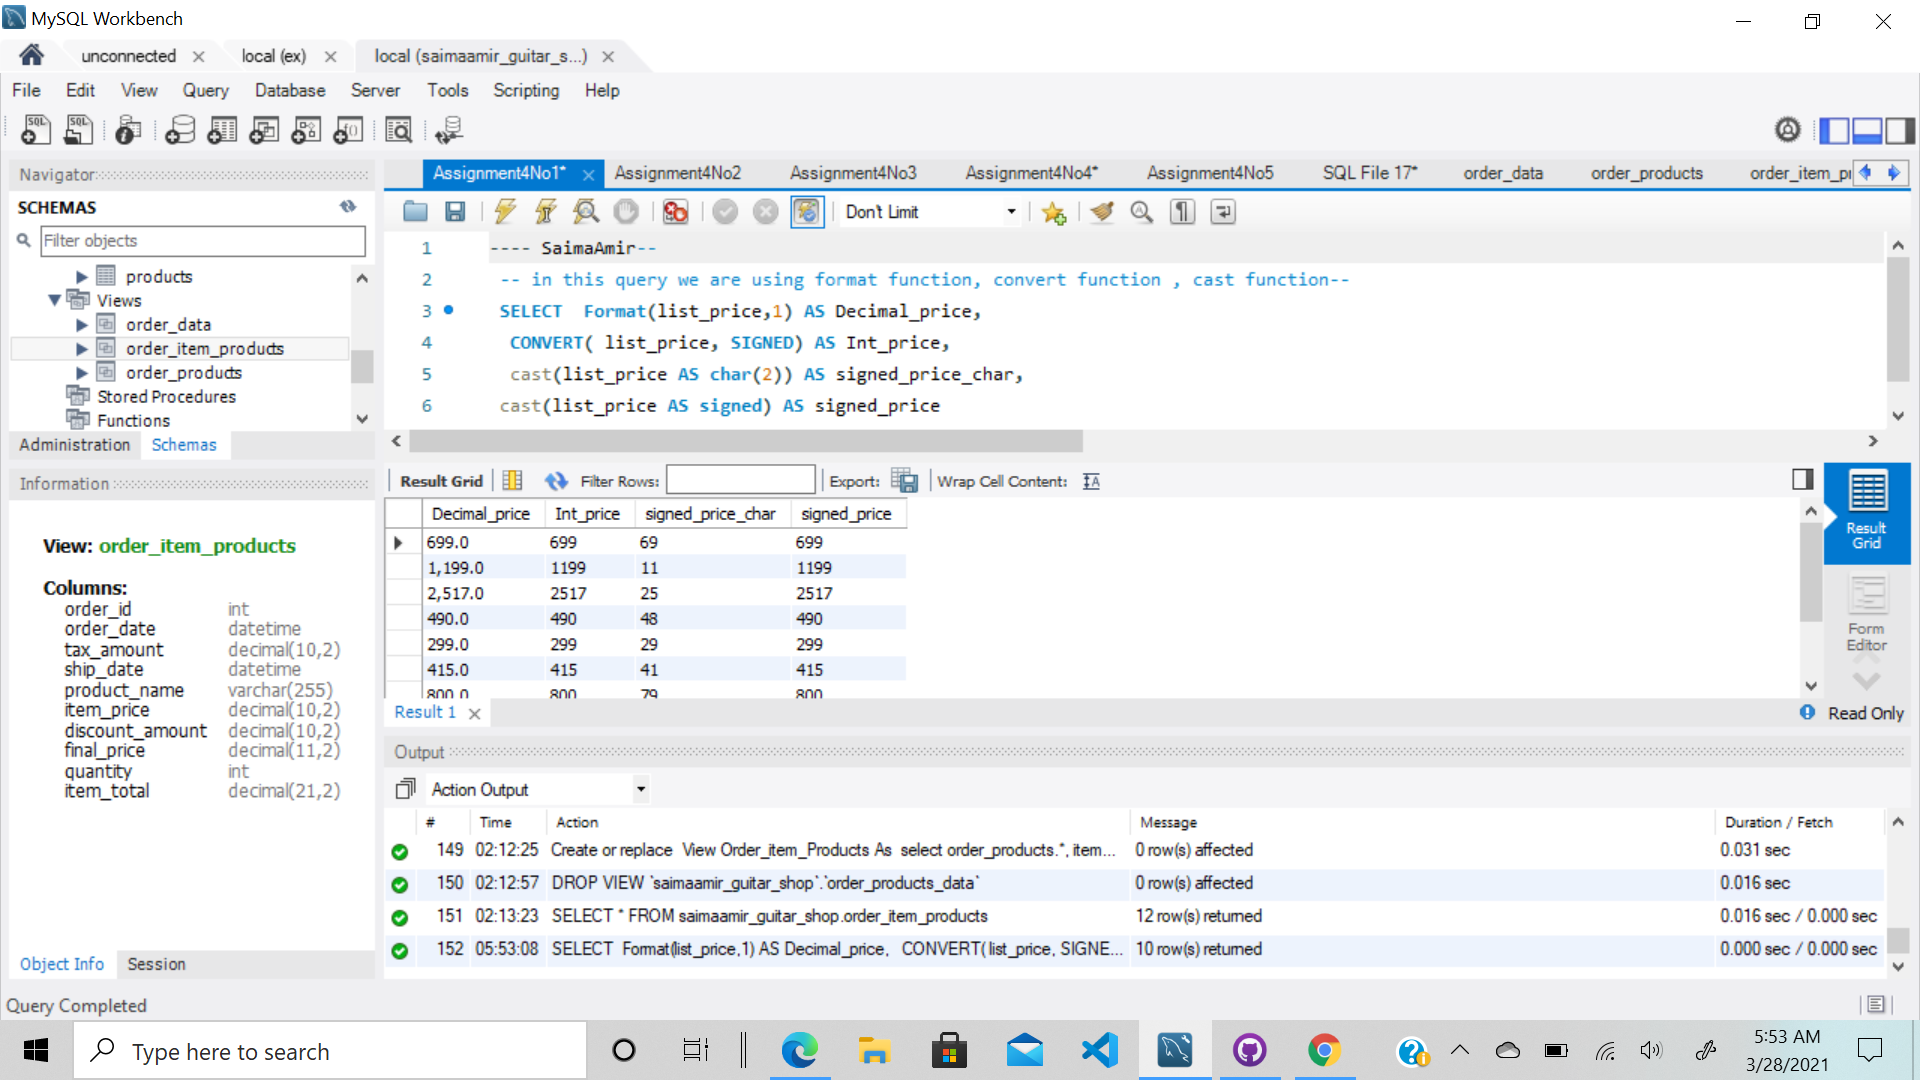 MySQL Workbench
unconnected
local (ex)
local (saimaamir_guitar_s...)
File Edit View Query Database Server Tools Scripting Help
Navigator
SCHEMAS
Filter objects
products
Views
order_data
order_item_products
order_products
Stored Procedures
Functions
Administration Schemas
Information
View: order_item_products
Columns:
order_id int
order_date datetime
tax_amount decimal(10,2)
ship_date datetime
product_name varchar(255)
item_price decimal(10,2)
discount_amount decimal(10,2)
final_price decimal(11,2)
quantity int
item_total decimal(21,2)
Object Info Session
Query Completed
Assignment4No1* Assignment4No2 Assignment4No3 Assignment4No4* Assignment4No5 SQL File 17* order_data order_products order_item_p
Don't Limit
1 ---- SaimaAmir--
2 -- in this query we are using format function, convert function , cast function--
3 SELECT Format(list_price,1) AS Decimal_price,
4 CONVERT( list_price, SIGNED) AS Int_price,
5 cast(list_price AS char(2)) AS signed_price_char,
6 cast(list_price AS signed) AS signed_price
Result Grid Filter Rows: Export: Wrap Cell Content:
Decimal_price Int_price signed_price_char signed_price
699.0 699 69 699
1,199.0 1199 11 1199
2,517.0 2517 25 2517
490.0 490 48 490
299.0 299 29 299
415.0 415 41 415
800.0 800 79 800
Result Grid
Form Editor
Result 1
Read Only
Output
Action Output
# Time Action Message Duration / Fetch
149 02:12:25 Create or replace View Order_item_Products As select order_products.*, item... 0 row(s) affected 0.031 sec
150 02:12:57 DROP VIEW `saimaamir_guitar_shop`.`order_products_data` 0 row(s) affected 0.016 sec
151 02:13:23 SELECT * FROM saimaamir_guitar_shop.order_item_products 12 row(s) returned 0.016 sec / 0.000 sec
152 05:53:08 SELECT Format(list_price,1) AS Decimal_price, CONVERT( list_price, SIGNE... 10 row(s) returned 0.000 sec / 0.000 sec
Type here to search
5:53 AM
3/28/2021